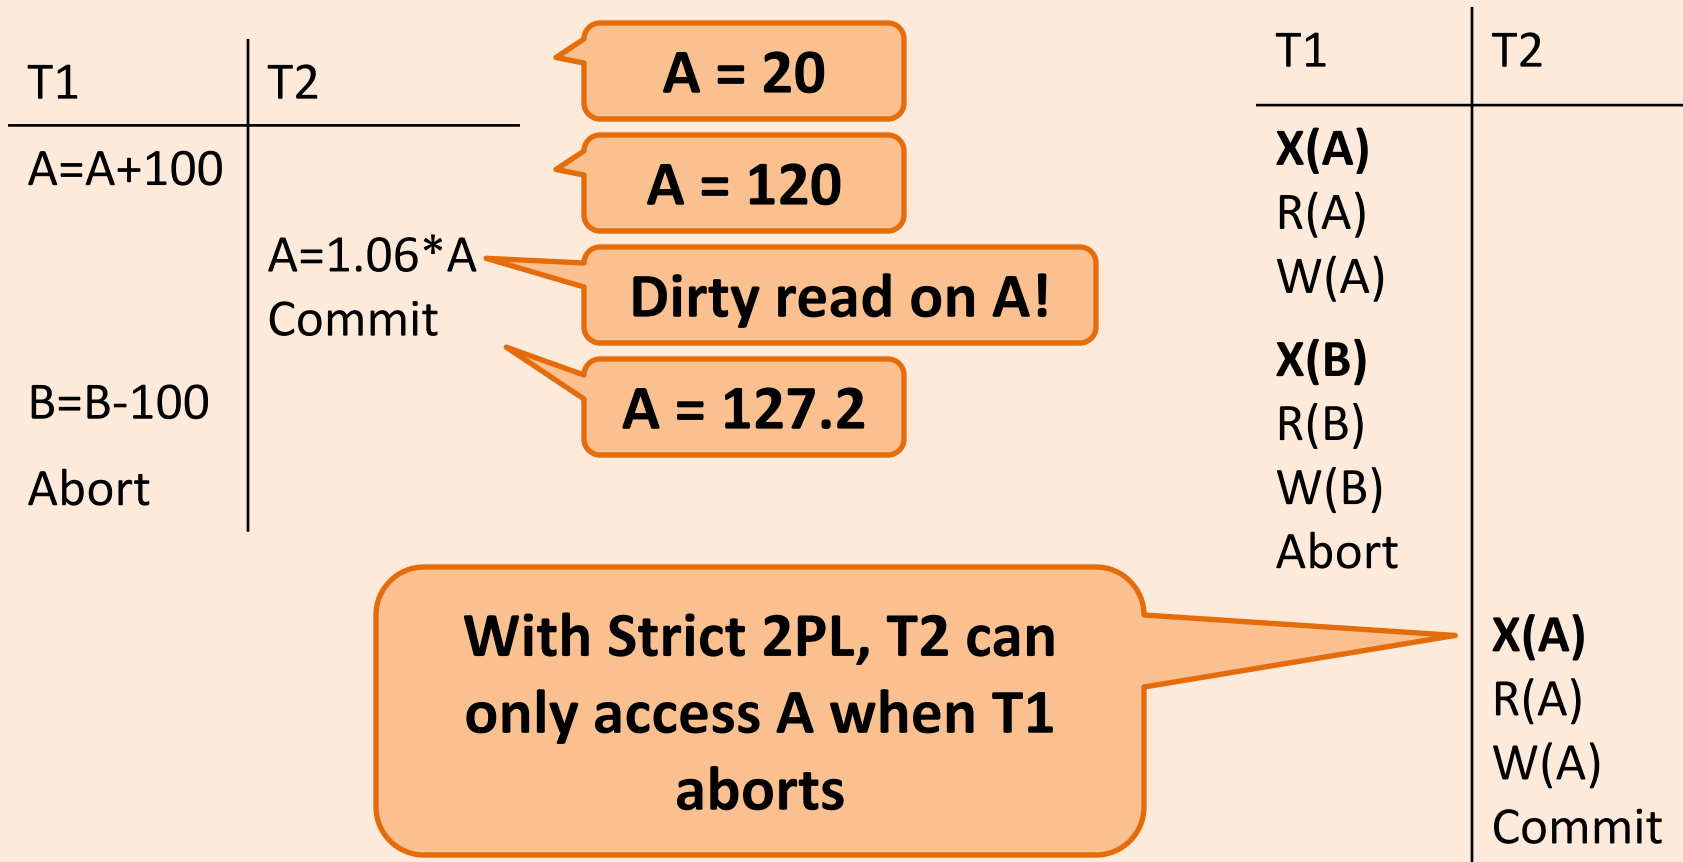 T1 T2
A=A+100
A=1.06*A
Commit
B=B-100
Abort
A = 20
A = 120
Dirty read on A!
A = 127.2
With Strict 2PL, T2 can
only access A when T1
aborts
T1 T2
X(A)
R(A)
W(A)
X(B)
R(B)
W(B)
Abort
X(A)
R(A)
W(A)
Commit